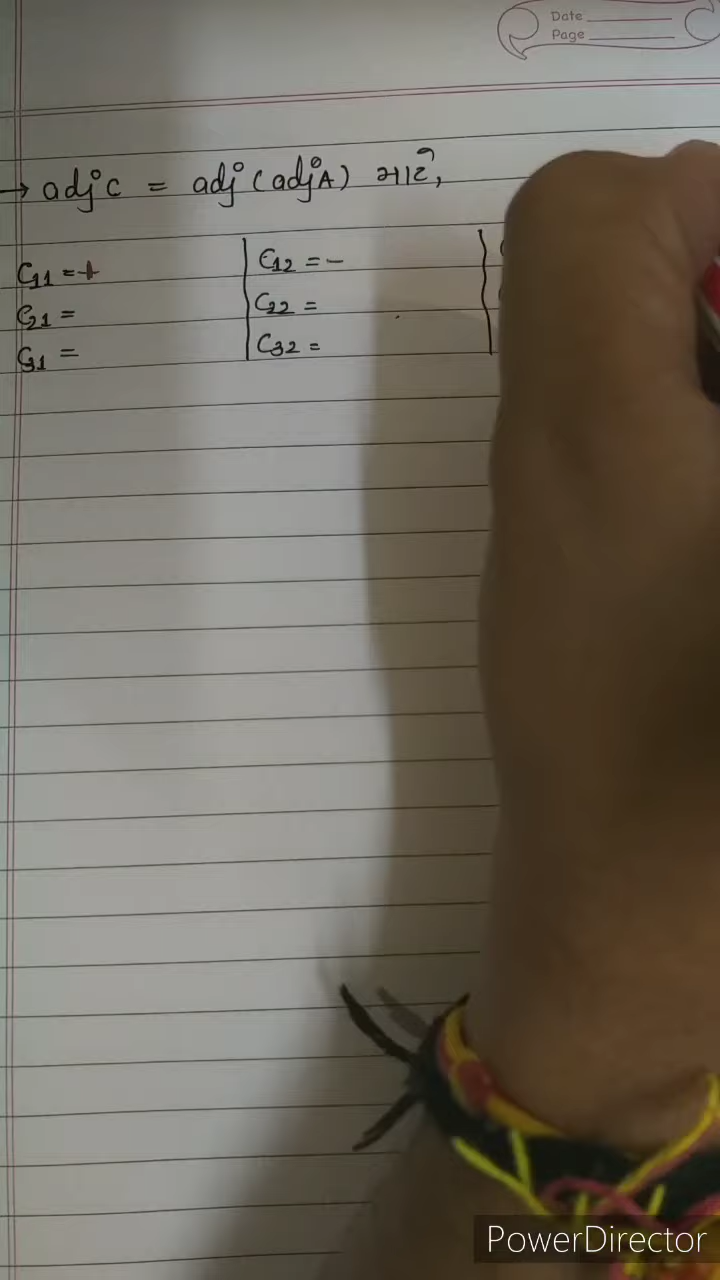 Date
Page
→ adj C = adj (adj A) માટે,
C11 = + | C12 = -
C21 = | C22 =
C31 = | C32 =
PowerDirector